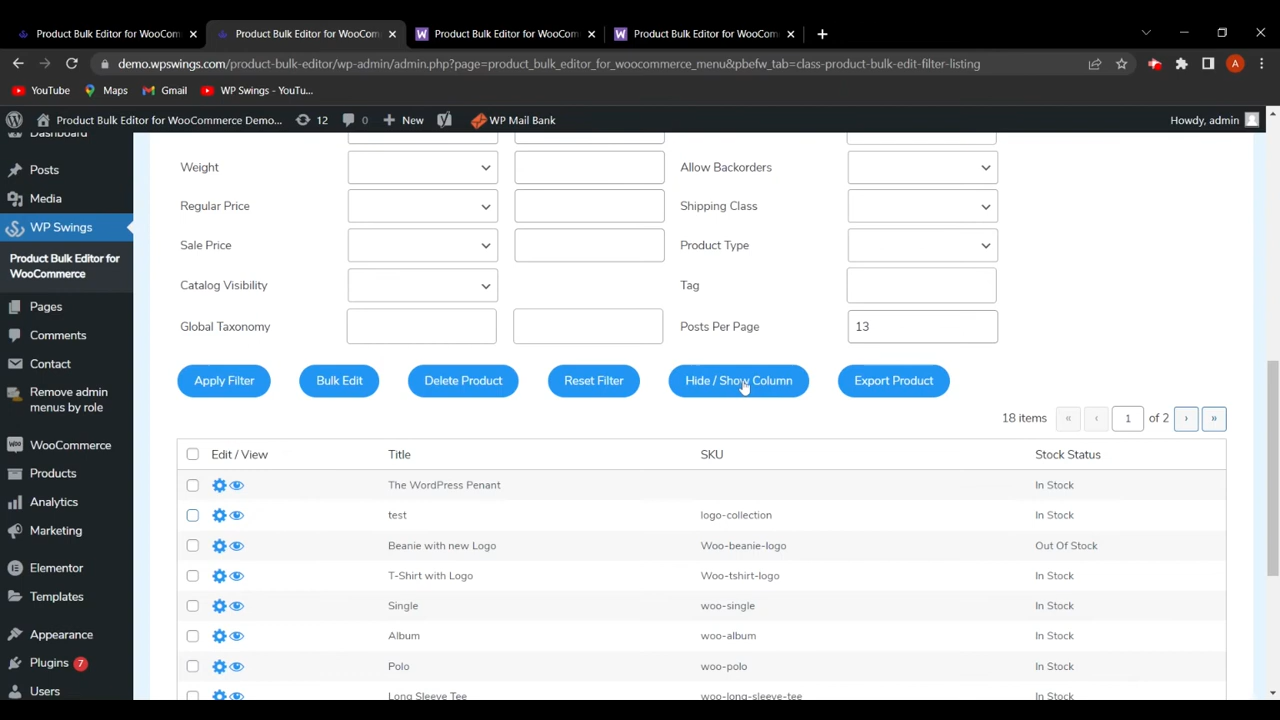 Product Bulk Editor for WooComm
Product Bulk Editor for WooCom
Product Bulk Editor for WooCom
Product Bulk Editor for WooCom
demo.wpswings.com/product-bulk-editor/wp-admin/admin.php?page=product_bulk_editor_for_woocommerce_menu&pbefw_tab=class-product-bulk-edit-filter-listing
A
YouTube
Maps
Gmail
WP Swings - YouTu...
Product Bulk Editor for WooCommerce Demo...
12
0
New
WP Mail Bank
Howdy, admin
Dashboard
Posts
Media
WP Swings
Product Bulk Editor for
WooCommerce
Pages
Comments
Contact
Remove admin
menus by role
WooCommerce
Products
Analytics
Marketing
Elementor
Templates
Appearance
Plugins 7
Users
Weight
Allow Backorders
Regular Price
Shipping Class
Sale Price
Product Type
Catalog Visibility
Tag
Global Taxonomy
Posts Per Page
13
Apply Filter
Bulk Edit
Delete Product
Reset Filter
Hide / Show Column
Export Product
18 items « ‹ 1 of 2 › »
Edit / View Title SKU Stock Status
The WordPress Penant In Stock
test logo-collection In Stock
Beanie with new Logo Woo-beanie-logo Out Of Stock
T-Shirt with Logo Woo-tshirt-logo In Stock
Single woo-single In Stock
Album woo-album In Stock
Polo woo-polo In Stock
Long Sleeve Tee woo-long-sleeve-tee In Stock